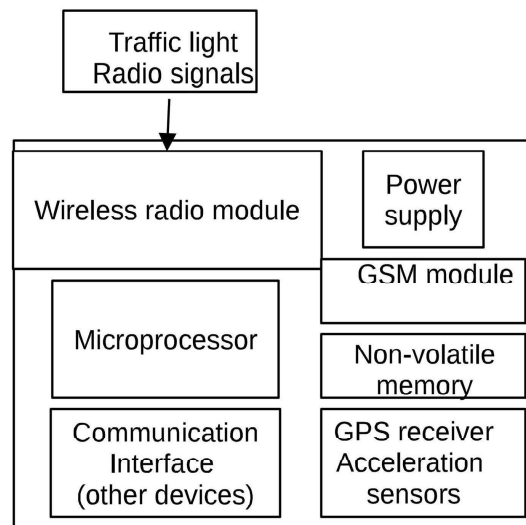 Traffic light
Radio signals
Wireless radio module
Power
supply
GSM module
Microprocessor
Non-volatile
memory
Communication
Interface
(other devices)
GPS receiver
Acceleration
sensors